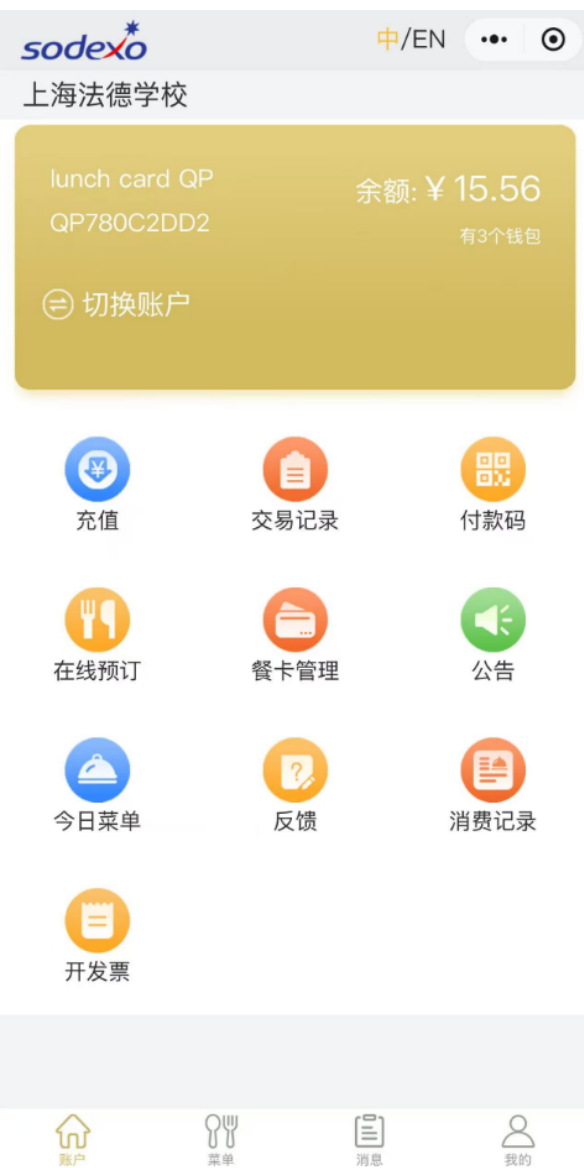 sodexo
中/EN
上海法德学校
lunch card QP
余额: ¥ 15.56
QP780C2DD2
有3个钱包
切换账户
充值
交易记录
付款码
在线预订
餐卡管理
公告
今日菜单
反馈
消费记录
开发票
账户
菜单
消息
我的